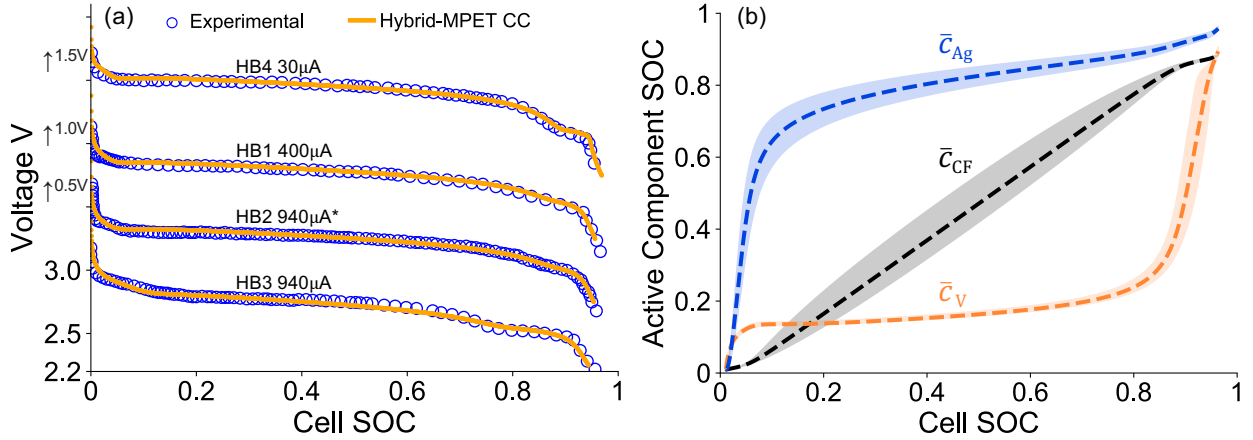 (a)
Experimental
Hybrid-MPET CC
↑1.5V
HB4 30μA
↑1.0V
HB1 400μA
↑0.5V
HB2 940μA*
HB3 940μA
3.0
2.5
2.2
Voltage V
0 0.2 0.4 0.6 0.8 1
Cell SOC
(b)
c̄Ag
c̄CF
c̄V
1
0.8
0.6
0.4
0.2
0
Active Component SOC
0.2 0.4 0.6 0.8 1
Cell SOC